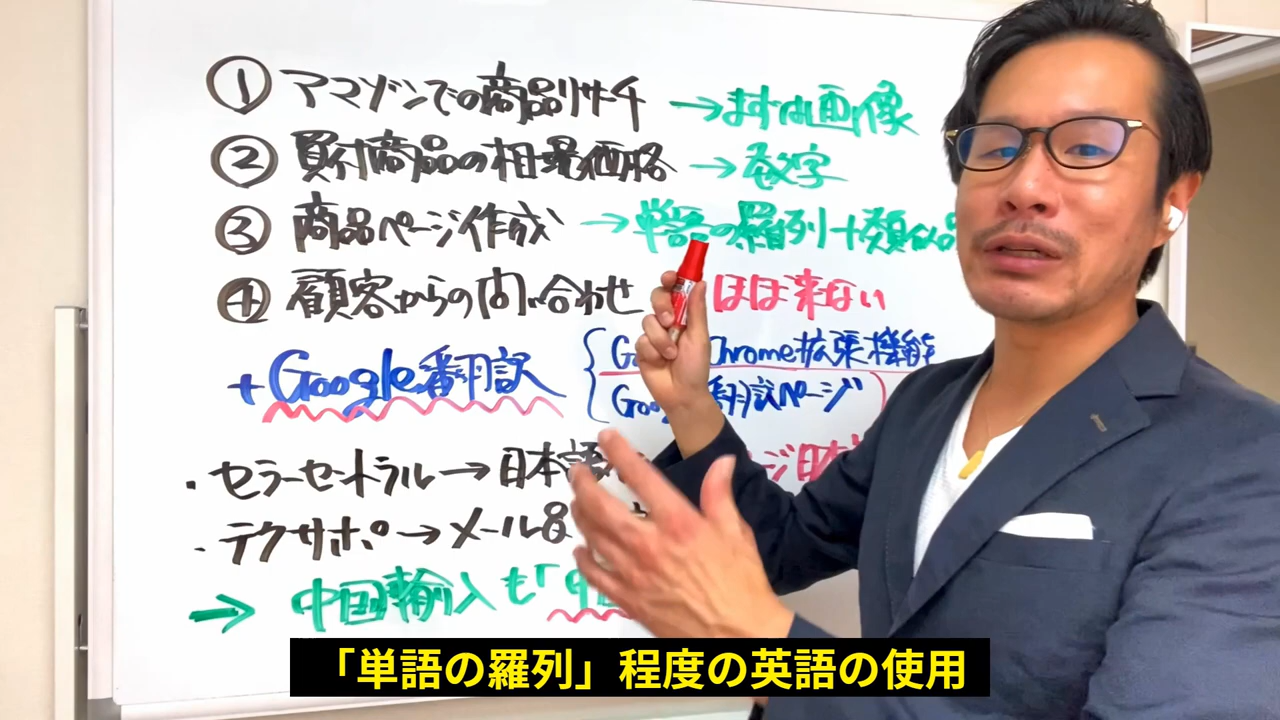 ① アマゾンでの商品リサーチ →まずは画像
② 買付商品の相場価格 →数字
③ 商品ページ作成 →単語の羅列+類似品
④ 顧客からの問い合わせ ほぼ来ない
+Google翻訳
Chrome拡張機能
翻訳ページ
・セラーセントラル→日本語
・テクサポ→メール&
→ 中国輸入も「
「単語の羅列」程度の英語の使用